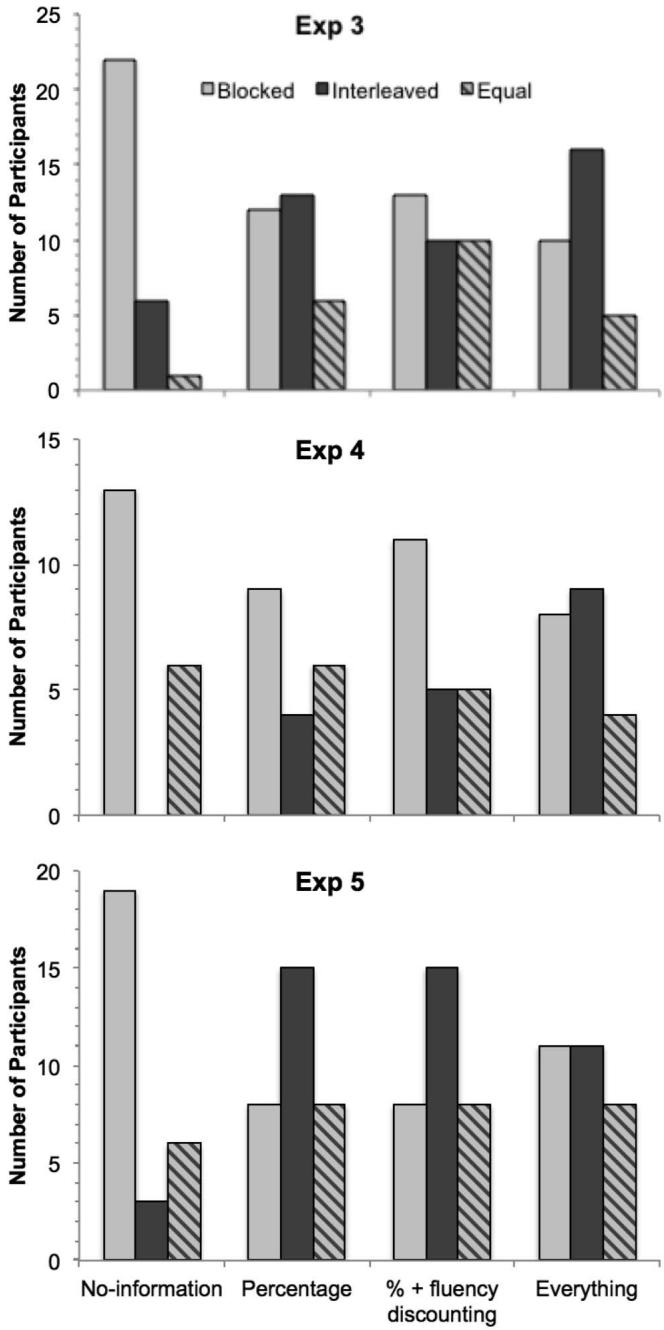 Exp 3
Number of Participants
25
20
15
10
5
0
Blocked Interleaved Equal
Exp 4
Number of Participants
15
10
5
0
Exp 5
Number of Participants
20
15
10
5
0
No-information Percentage % + fluency discounting Everything